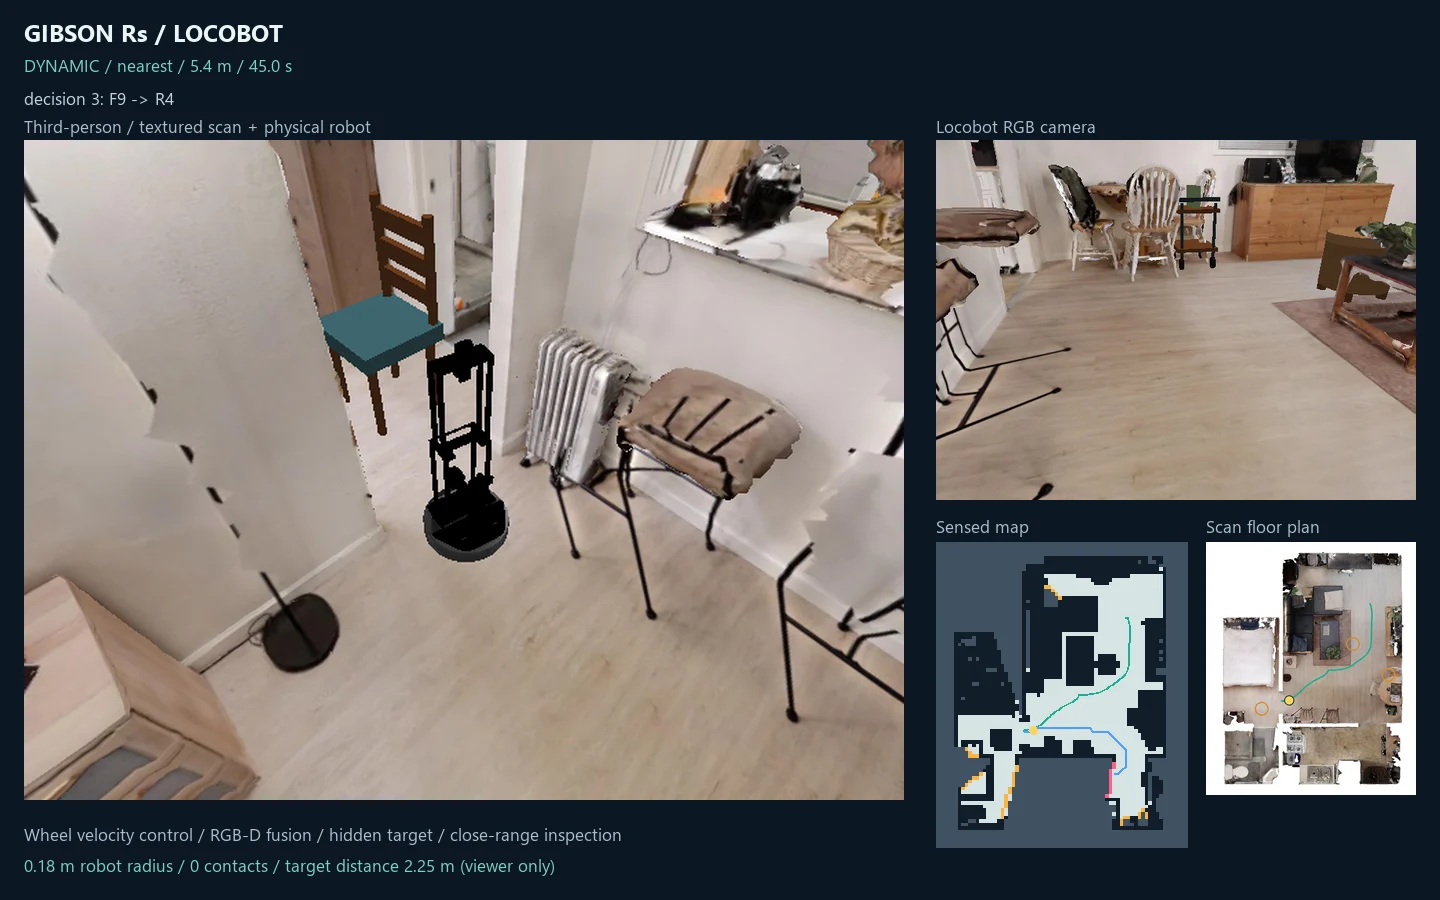 GIBSON Rs / LOCOBOT
DYNAMIC / nearest / 5.4 m / 45.0 s
decision 3: F9 -> R4
Third-person / textured scan + physical robot
Locobot RGB camera
Sensed map
Scan floor plan
Wheel velocity control / RGB-D fusion / hidden target / close-range inspection
0.18 m robot radius / 0 contacts / target distance 2.25 m (viewer only)